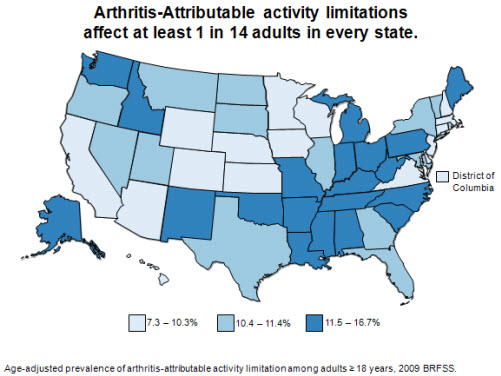 Arthritis-Attributable activity limitations
affect at least 1 in 14 adults in every state.
District of
Columbia
7.3 – 10.3%
10.4 – 11.4%
11.5 – 16.7%
Age-adjusted prevalence of arthritis-attributable activity limitation among adults ≥ 18 years, 2009 BRFSS.